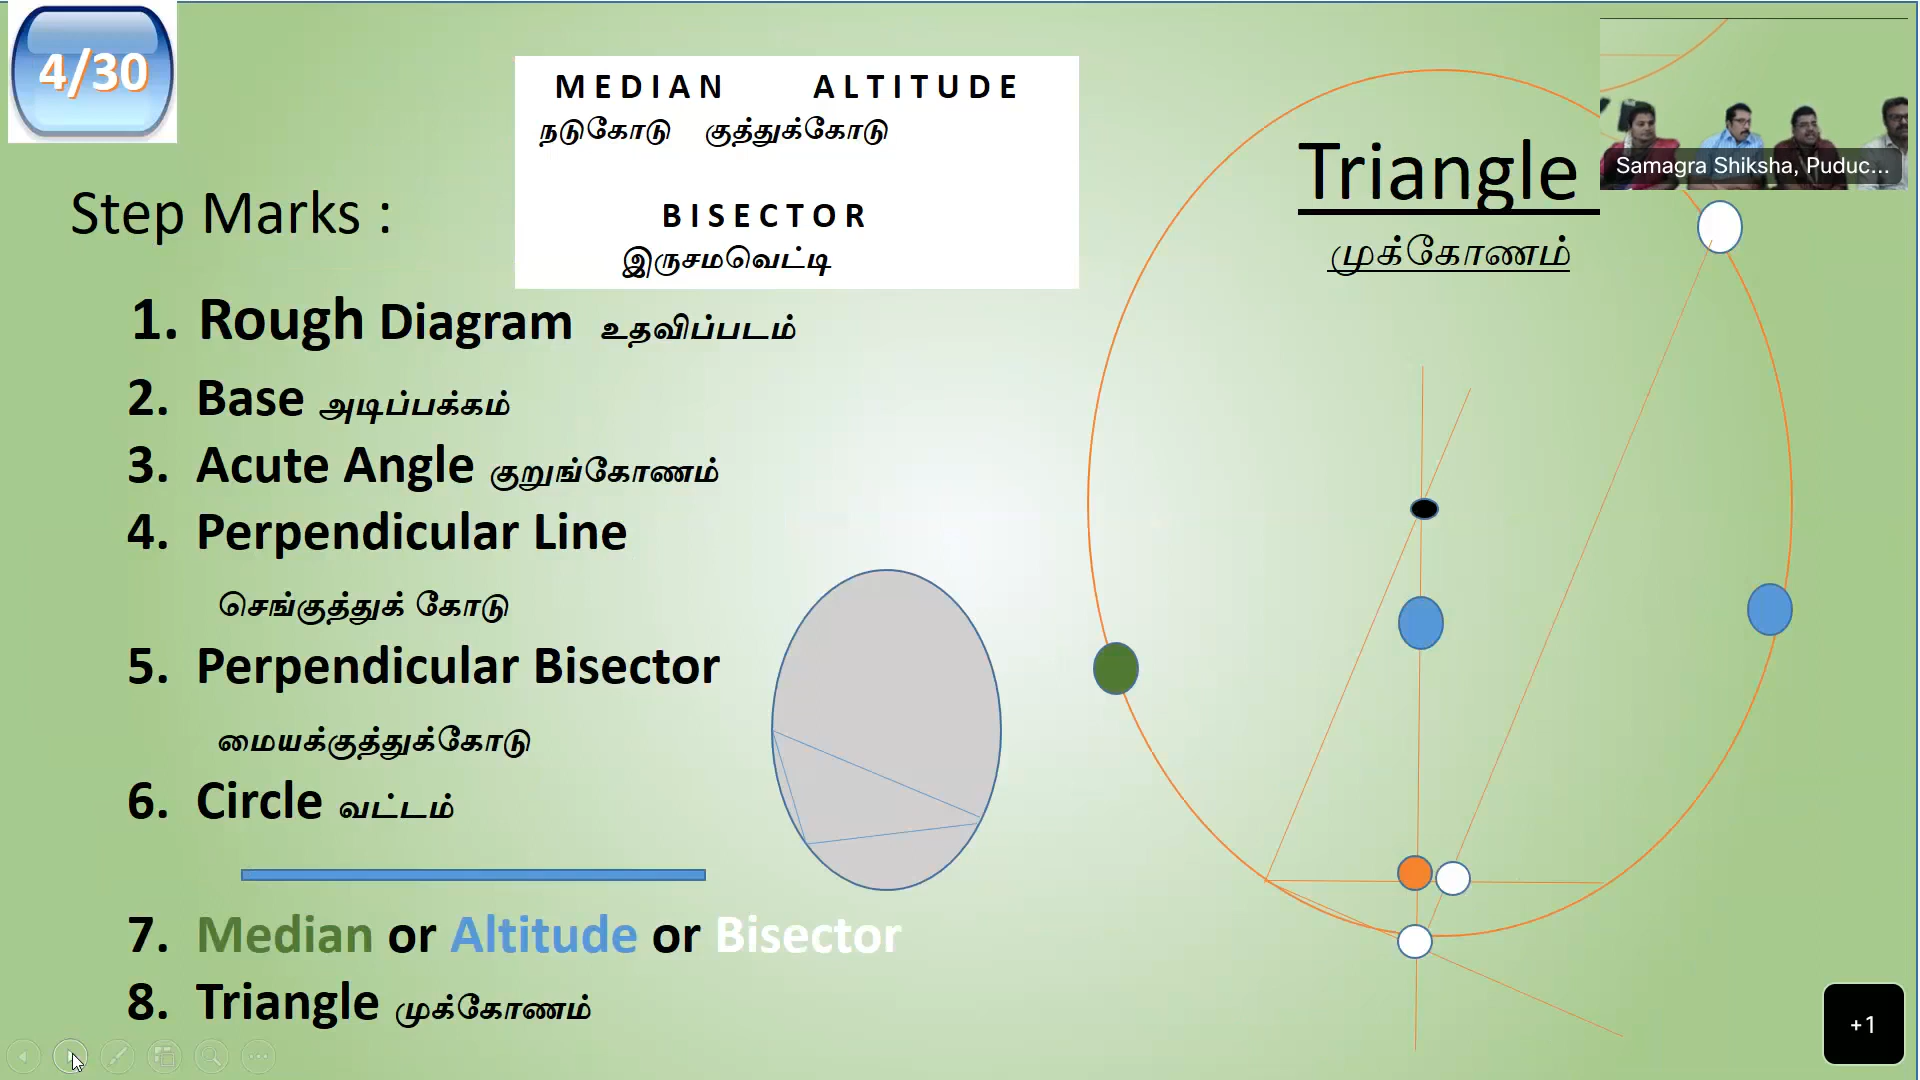 4/30
MEDIAN ALTITUDE
நடுகோடு குத்துக்கோடு
BISECTOR
இருசமவெட்டி
Triangle
முக்கோணம்
Samagra Shiksha, Puduc...
Step Marks :
1. Rough Diagram உதவிப்படம்
2. Base அடிப்பக்கம்
3. Acute Angle குறுங்கோணம்
4. Perpendicular Line
செங்குத்துக் கோடு
5. Perpendicular Bisector
மையக்குத்துக்கோடு
6. Circle வட்டம்
7. Median or Altitude or Bisector
8. Triangle முக்கோணம்
+1